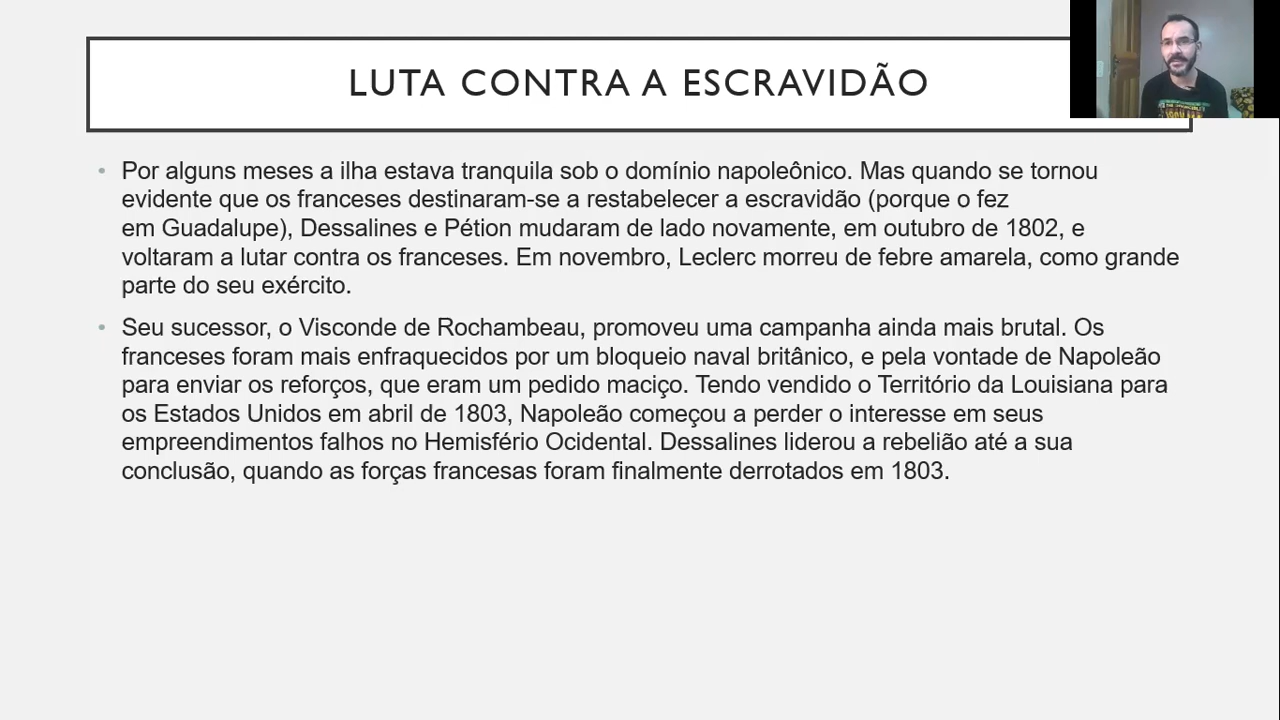 LUTA CONTRA A ESCRAVIDÃO
• Por alguns meses a ilha estava tranquila sob o domínio napoleônico. Mas quando se tornou
evidente que os franceses destinaram-se a restabelecer a escravidão (porque o fez
em Guadalupe), Dessalines e Pétion mudaram de lado novamente, em outubro de 1802, e
voltaram a lutar contra os franceses. Em novembro, Leclerc morreu de febre amarela, como grande
parte do seu exército.
• Seu sucessor, o Visconde de Rochambeau, promoveu uma campanha ainda mais brutal. Os
franceses foram mais enfraquecidos por um bloqueio naval britânico, e pela vontade de Napoleão
para enviar os reforços, que eram um pedido maciço. Tendo vendido o Território da Louisiana para
os Estados Unidos em abril de 1803, Napoleão começou a perder o interesse em seus
empreendimentos falhos no Hemisfério Ocidental. Dessalines liderou a rebelião até a sua
conclusão, quando as forças francesas foram finalmente derrotados em 1803.